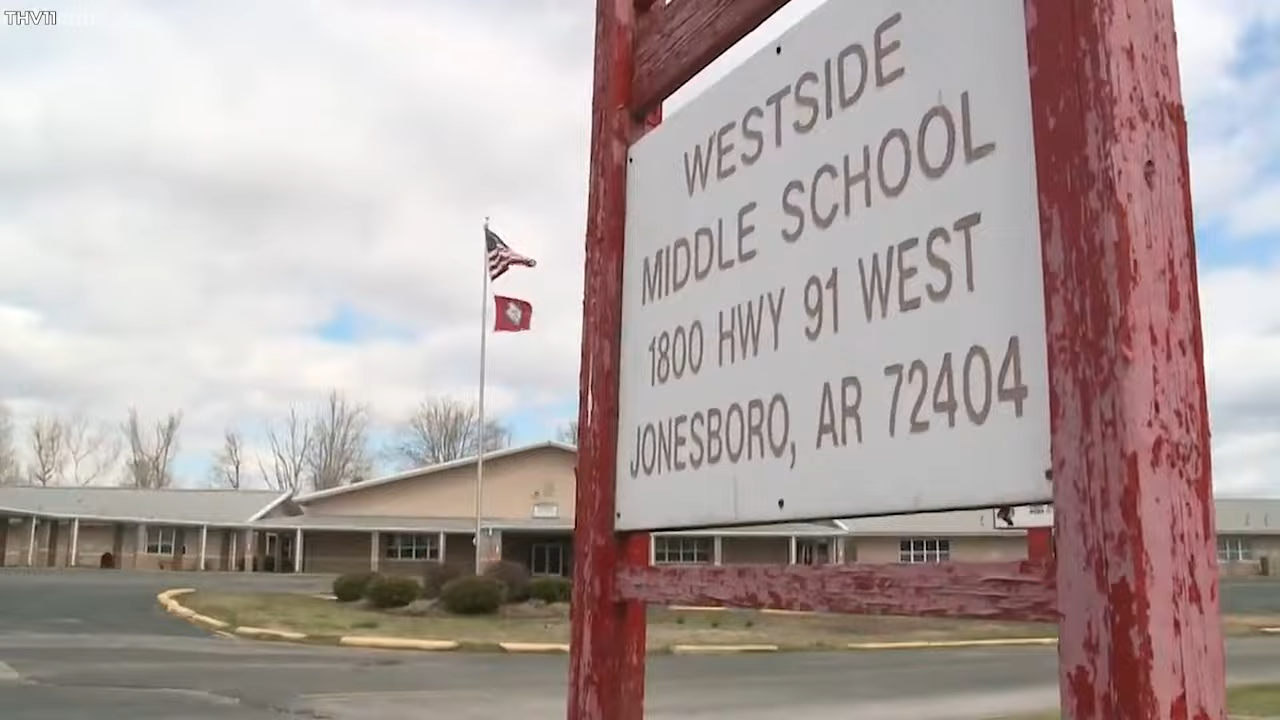 THV11
WESTSIDE
MIDDLE SCHOOL
1800 HWY 91 WEST
JONESBORO, AR 72404